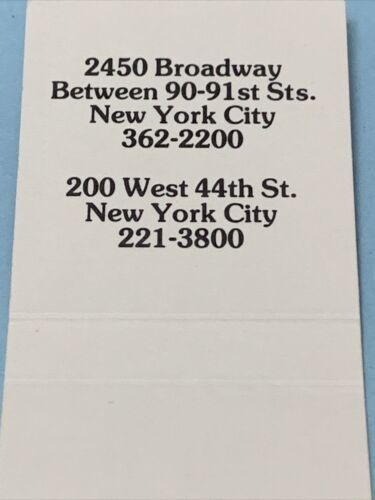 2450 Broadway
Between 90-91st Sts.
New York City
362-2200
200 West 44th St.
New York City
221-3800